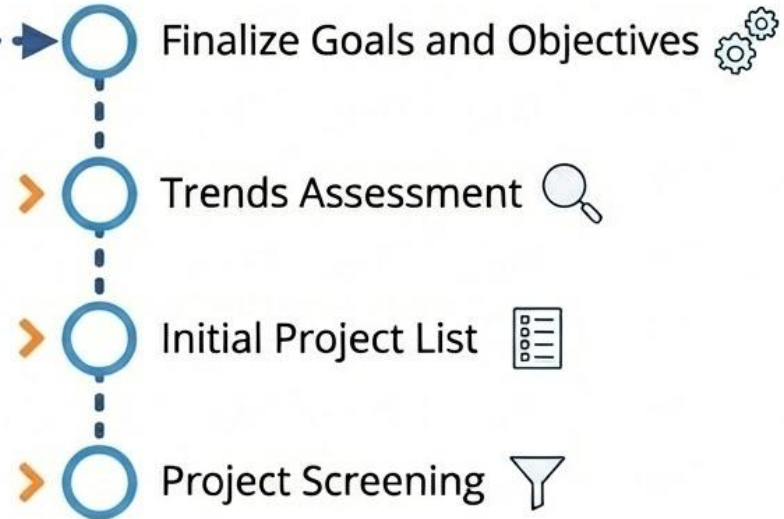 Finalize Goals and Objectives
Trends Assessment
Initial Project List
Project Screening